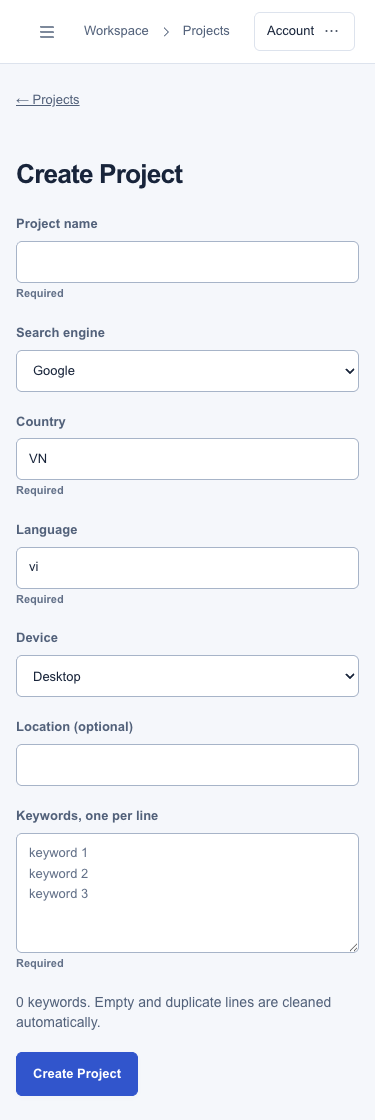 Workspace > Projects Account ...
← Projects
Create Project
Project name
Required
Search engine
Google
Country
VN
Required
Language
vi
Required
Device
Desktop
Location (optional)
Keywords, one per line
keyword 1
keyword 2
keyword 3
Required
0 keywords. Empty and duplicate lines are cleaned
automatically.
Create Project